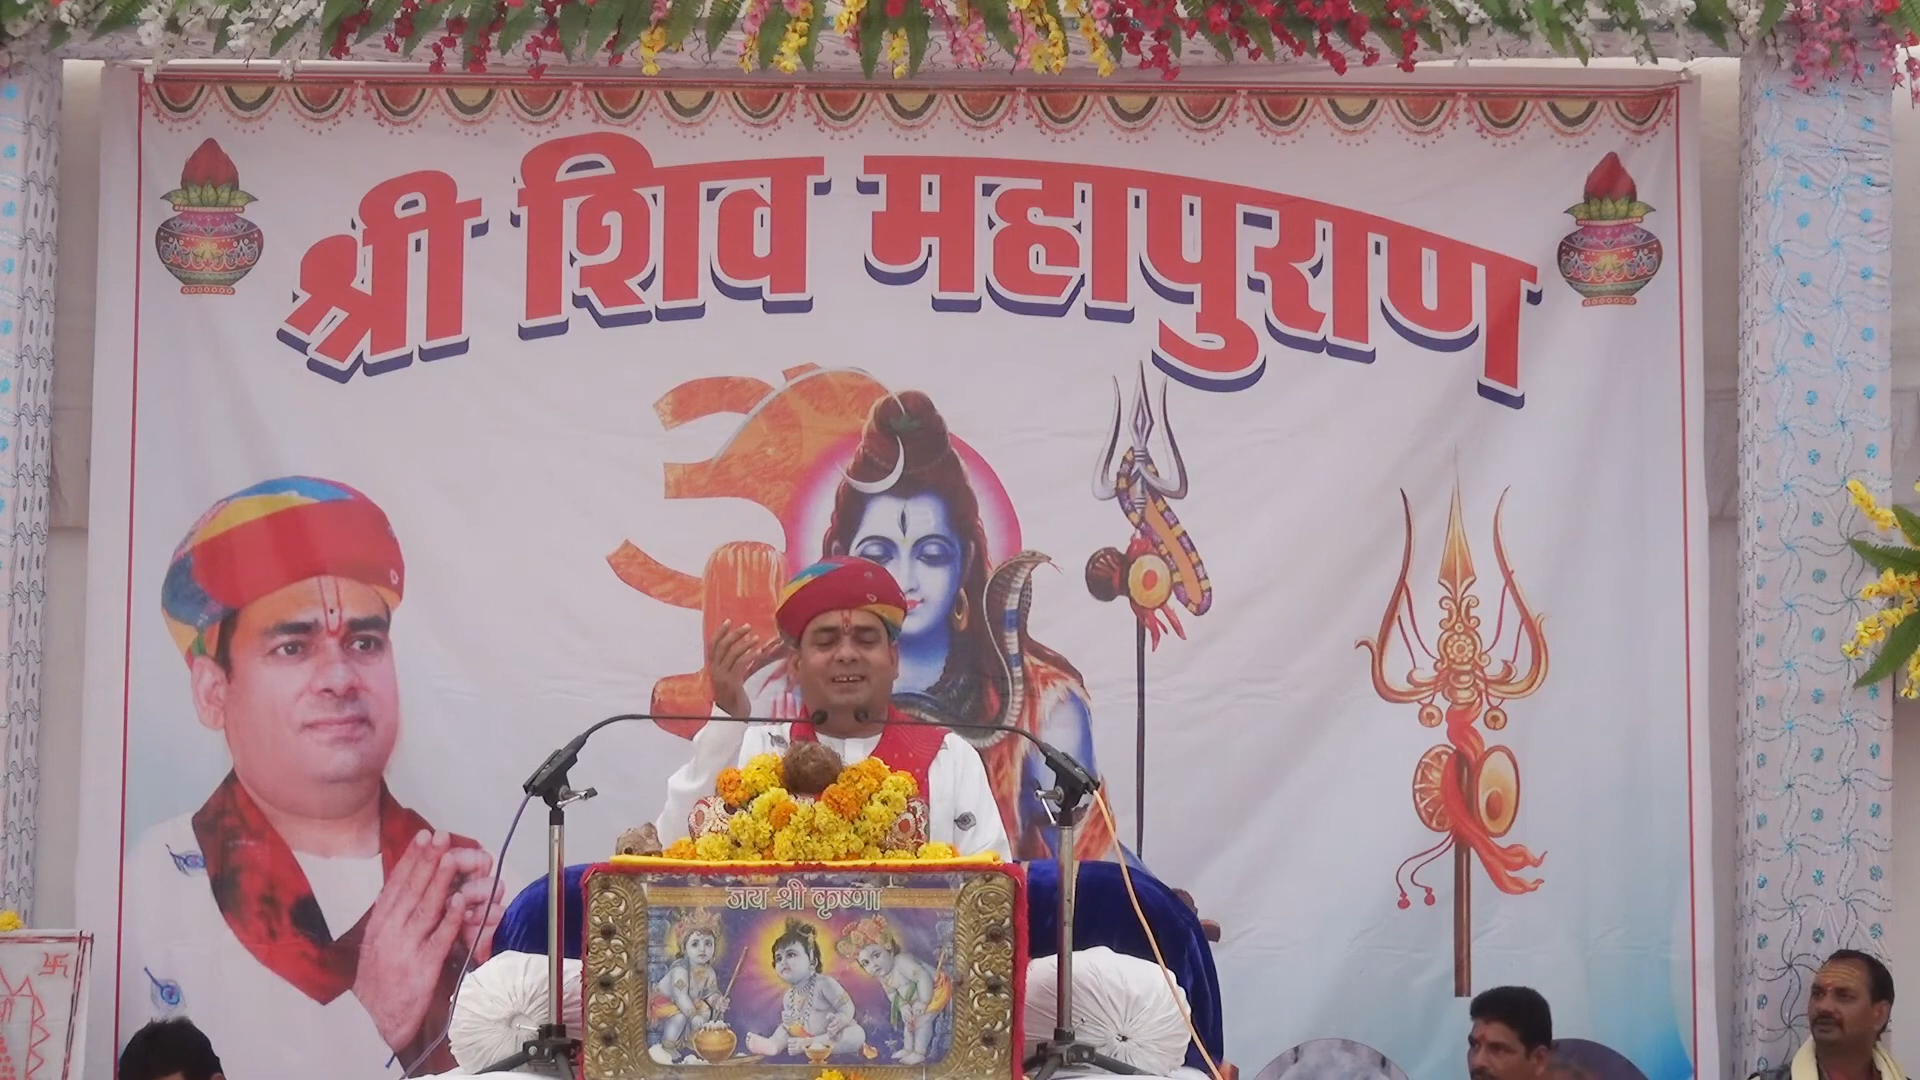 श्री शिव महापुराण
जय श्री कृष्णा